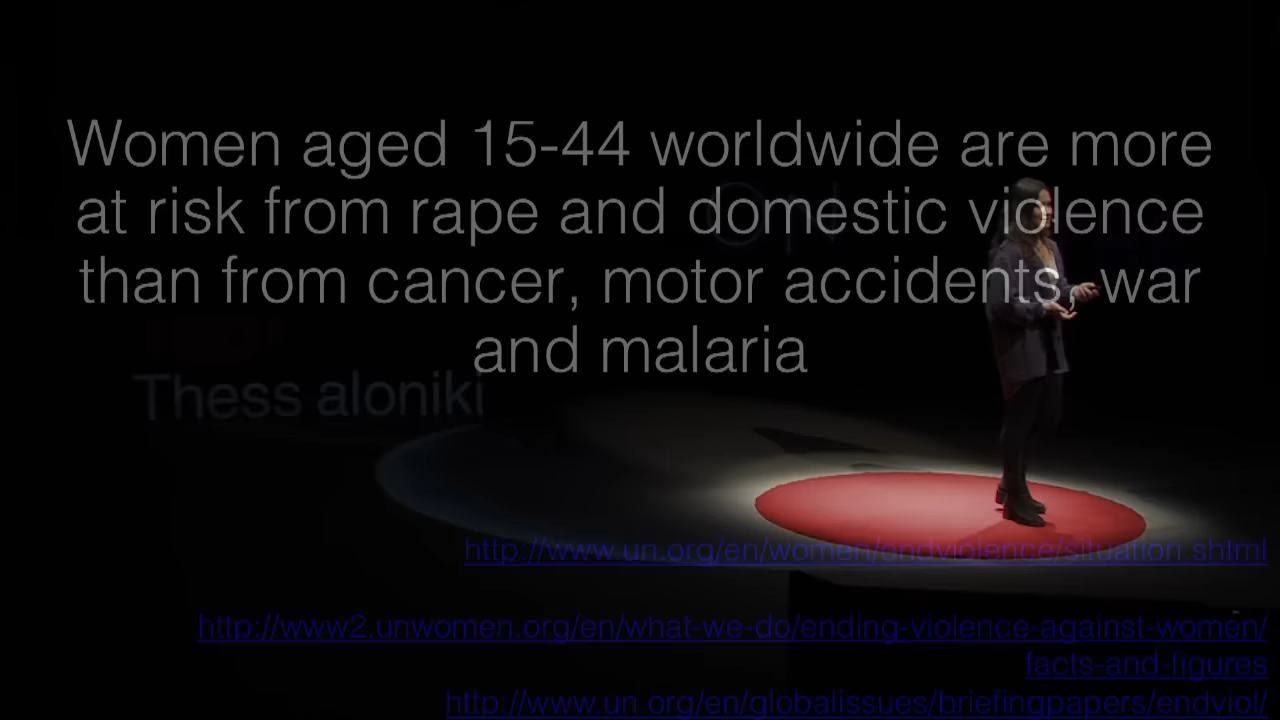 Women aged 15-44 worldwide are more
at risk from rape and domestic violence
than from cancer, motor accidents, war
and malaria
Thess aloniki
http://www.un.org/en/women/endviolence/situation.shtml
http://www2.unwomen.org/en/what-we-do/ending-violence-against-women/
facts-and-figures
http://www.un.org/en/globalissues/briefingpapers/endviol/